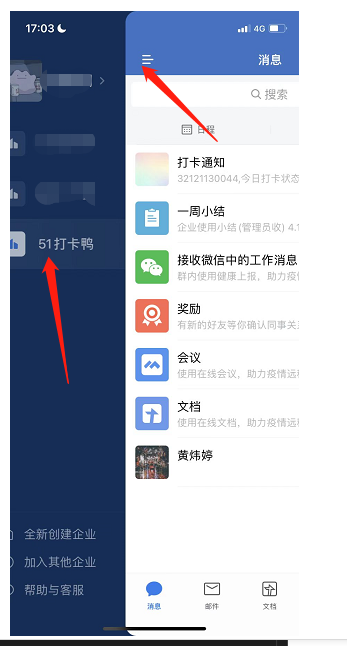 17:03
4G
消息
搜索
日程
打卡通知
32121130044,今日打卡状态
一周小结
企业使用小结(管理员收) 4.1
接收微信中的工作消息
群内使用健康上报，助力疫情
51打卡鸭
奖励
有新的好友等你确认同事关系
会议
使用在线会议，助力疫情远程
文档
使用在线文档，助力疫情远程
黄炜婷
全新创建企业
加入其他企业
帮助与客服
消息
邮件
文档